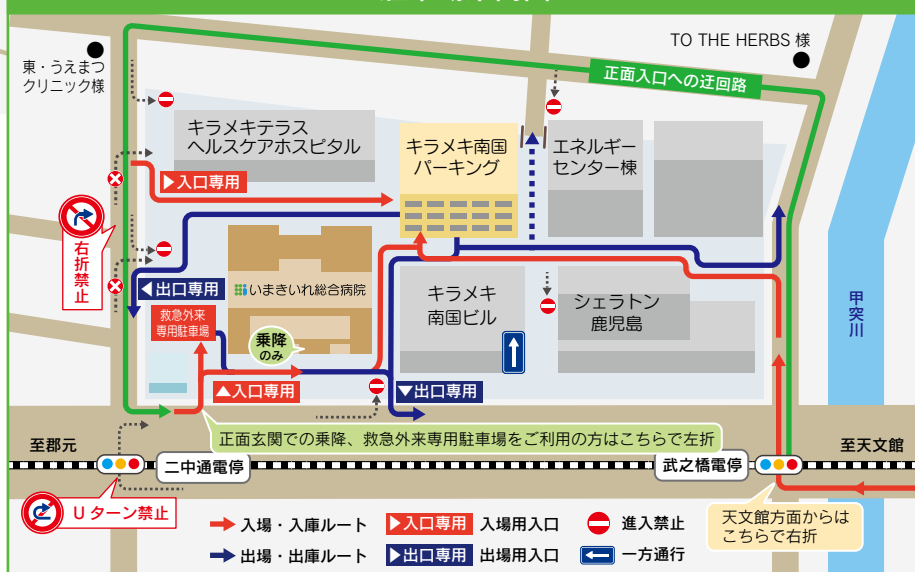 TO THE HERBS 様
東・うえまつ
クリニック様
正面入口への迂回路
キラメキテラス
ヘルスケアホスピタル
キラメキ南国
パーキング
エネルギー
センター棟
▶入口専用
右折禁止
◀出口専用
いまきいれ総合病院
キラメキ
南国ビル
シェラトン
鹿児島
甲突川
救急外来
専用駐車場
乗降
のみ
▲入口専用
▼出口専用
正面玄関での乗降、救急外来専用駐車場をご利用の方はこちらで左折
至郡元
至天文館
二中通電停
武之橋電停
Uターン禁止
天文館方面からは
こちらで右折
入場・入庫ルート
▶入口専用
入場用入口
進入禁止
出場・出庫ルート
▶出口専用
出場用入口
一方通行